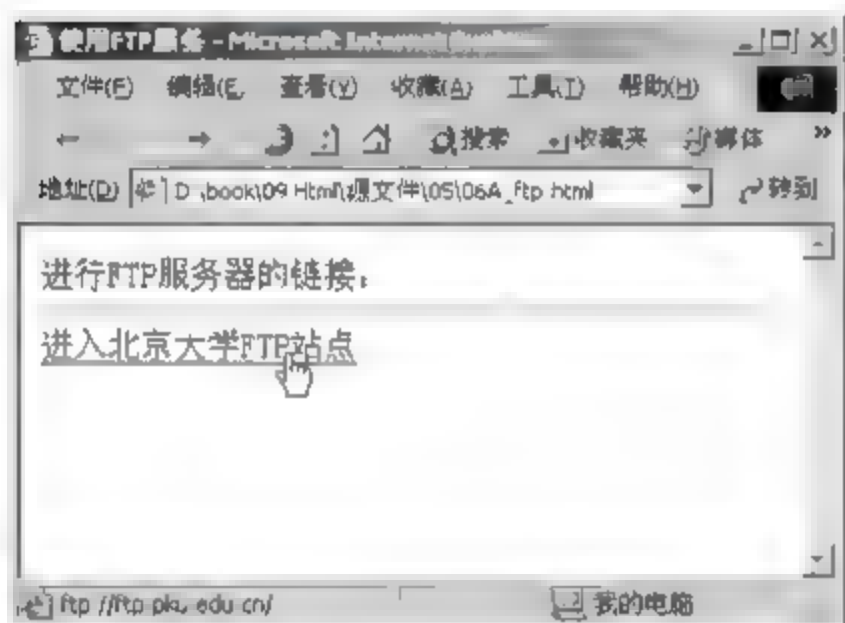 使用FTP服务 - Microsoft Internet
文件(F) 编辑(E, 查看(V) 收藏(A) 工具(T) 帮助(H)
搜索 收藏夹 媒体 »
地址(D) D:\book\09 Html\源文件\05\06A_ftp html 转到
进行FTP服务器的链接:
进入北京大学FTP站点
ftp //ftp pku edu cn/ 我的电脑